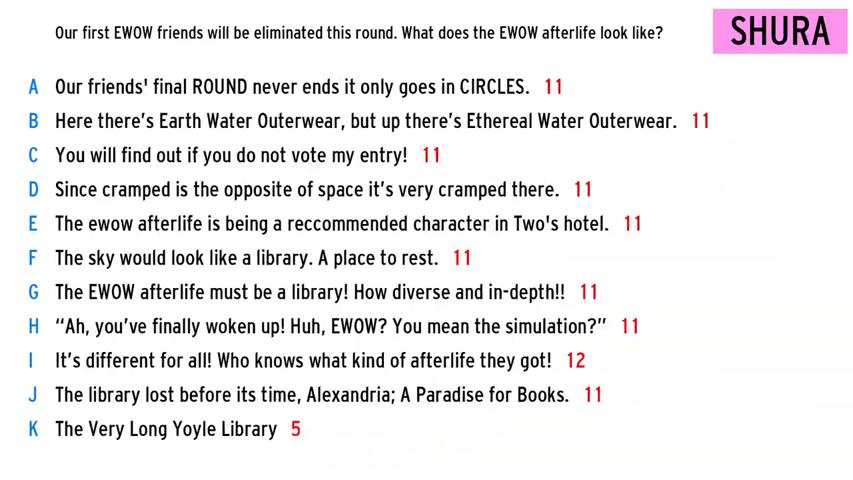 Our first EWOW friends will be eliminated this round. What does the EWOW afterlife look like?
SHURA
A Our friends' final ROUND never ends it only goes in CIRCLES. 11
B Here there’s Earth Water Outerwear, but up there’s Ethereal Water Outerwear. 11
C You will find out if you do not vote my entry! 11
D Since cramped is the opposite of space it’s very cramped there. 11
E The ewow afterlife is being a reccommended character in Two's hotel. 11
F The sky would look like a library. A place to rest. 11
G The EWOW afterlife must be a library! How diverse and in-depth!! 11
H “Ah, you’ve finally woken up! Huh, EWOW? You mean the simulation?” 11
I It’s different for all! Who knows what kind of afterlife they got! 12
J The library lost before its time, Alexandria; A Paradise for Books. 11
K The Very Long Yoyle Library 5